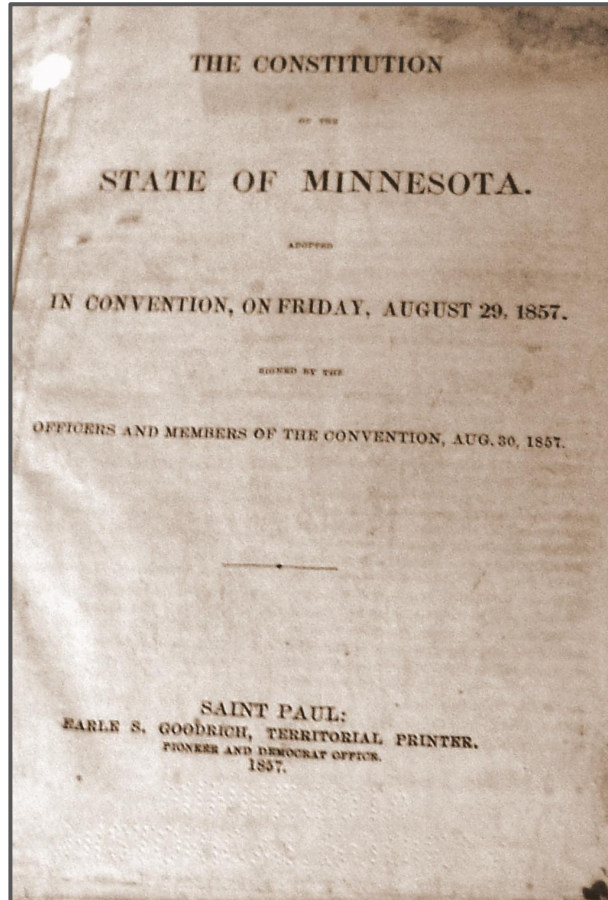 THE CONSTITUTION
OF THE
STATE OF MINNESOTA.
ADOPTED
IN CONVENTION, ON FRIDAY, AUGUST 29, 1857.
SIGNED BY THE
OFFICERS AND MEMBERS OF THE CONVENTION, AUG. 30, 1857.
SAINT PAUL:
EARLE S. GOODRICH, TERRITORIAL PRINTER.
PIONEER AND DEMOCRAT OFFICE.
1857.